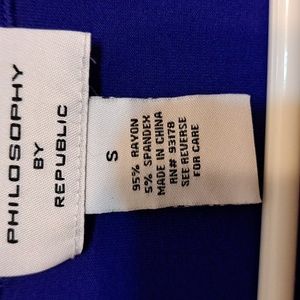 PHILOSOPHY
BY
REPUBLIC
S
95% RAYON
5% SPANDEX
MADE IN CHINA
RN# 93178
SEE REVERSE
FOR CARE